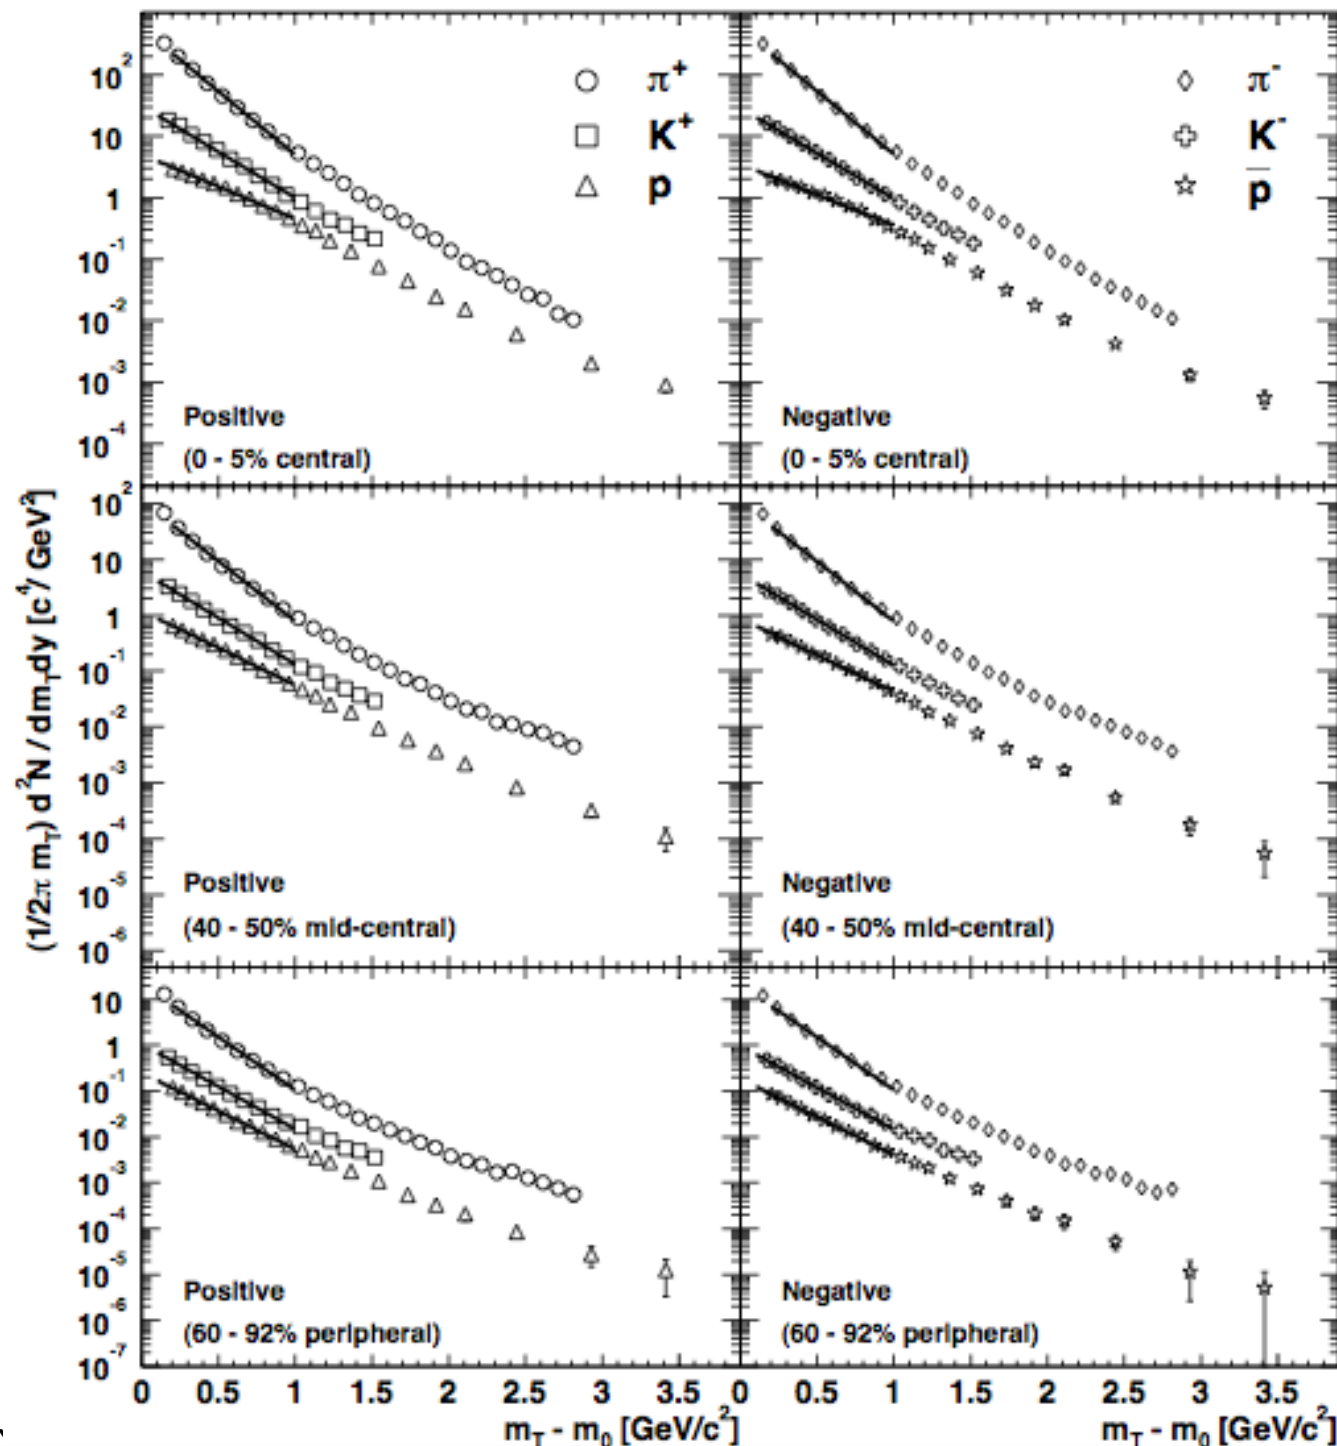 π⁺ π⁻
K⁺ K⁻
p p̅
10²
10
1
10⁻¹
10⁻²
10⁻³
10⁻⁴
Positive Negative
(0 - 5% central) (0 - 5% central)
(1/2π m_T) d²N / dm_T dy [c⁴/ GeV²]
10²
10
1
10⁻¹
10⁻²
10⁻³
10⁻⁴
10⁻⁵
10⁻⁶
Positive Negative
(40 - 50% mid-central) (40 - 50% mid-central)
10
1
10⁻¹
10⁻²
10⁻³
10⁻⁴
10⁻⁵
10⁻⁶
10⁻⁷
Positive Negative
(60 - 92% peripheral) (60 - 92% peripheral)
0 0.5 1 1.5 2 2.5 3 3.5 0 0.5 1 1.5 2 2.5 3 3.5
m_T - m₀ [GeV/c²] m_T - m₀ [GeV/c²]